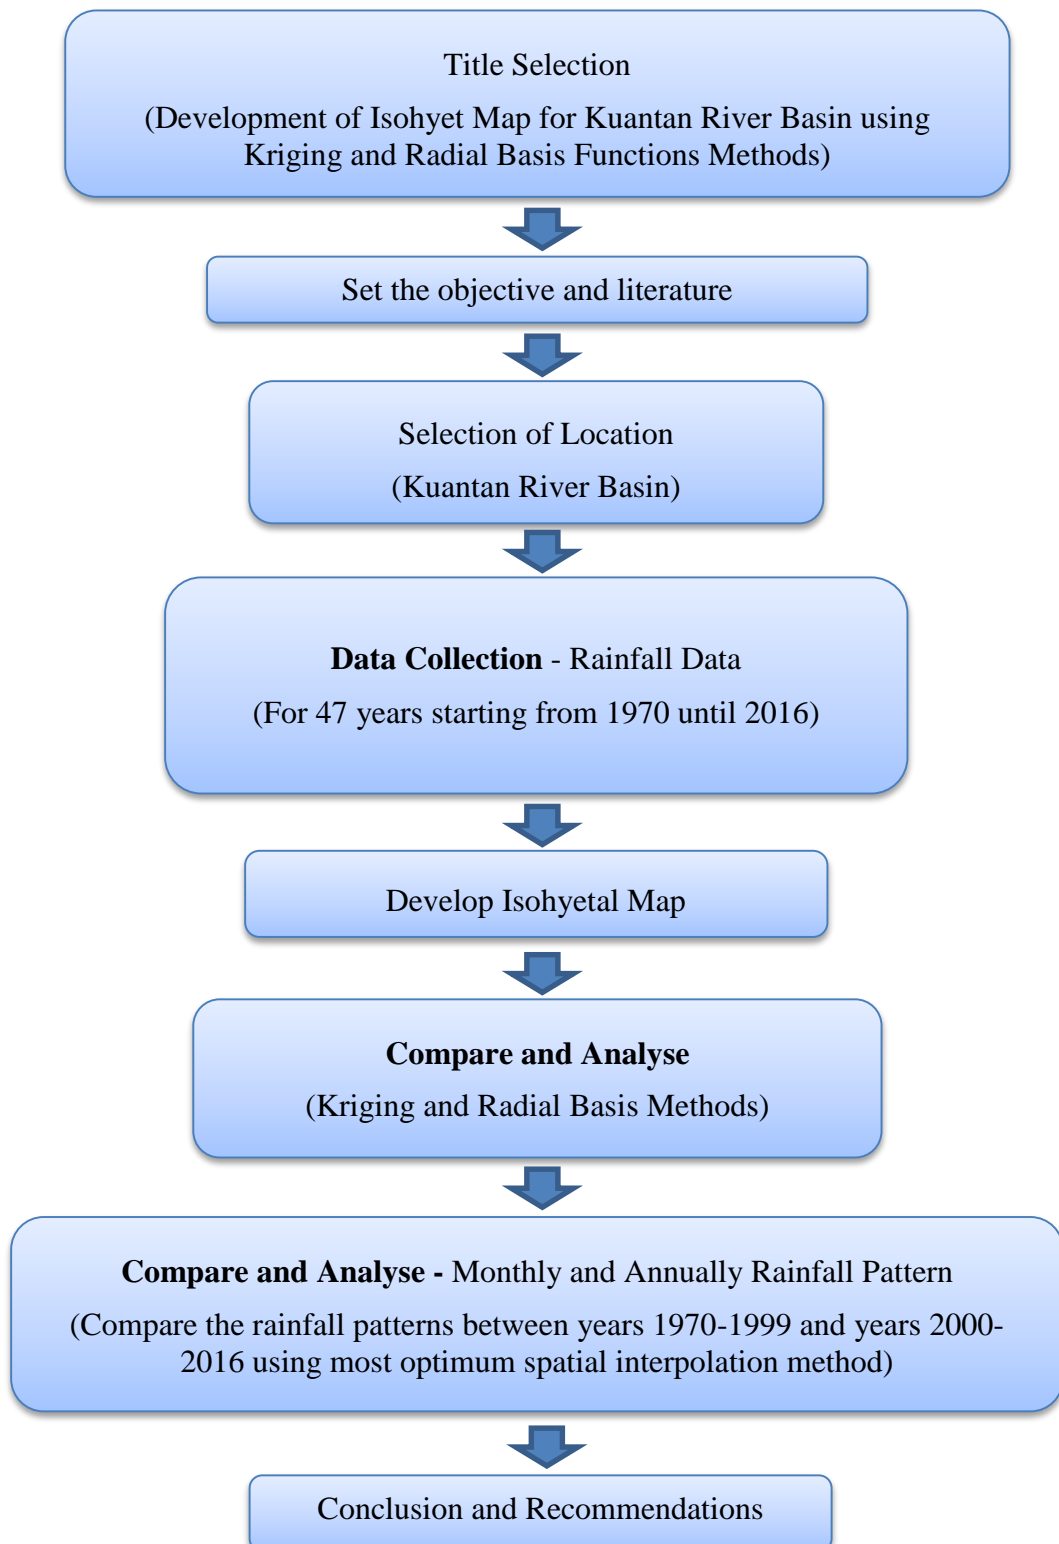 Title Selection
(Development of Isohyet Map for Kuantan River Basin using
Kriging and Radial Basis Functions Methods)
Set the objective and literature
Selection of Location
(Kuantan River Basin)
Data Collection - Rainfall Data
(For 47 years starting from 1970 until 2016)
Develop Isohyetal Map
Compare and Analyse
(Kriging and Radial Basis Methods)
Compare and Analyse - Monthly and Annually Rainfall Pattern
(Compare the rainfall patterns between years 1970-1999 and years 2000-
2016 using most optimum spatial interpolation method)
Conclusion and Recommendations